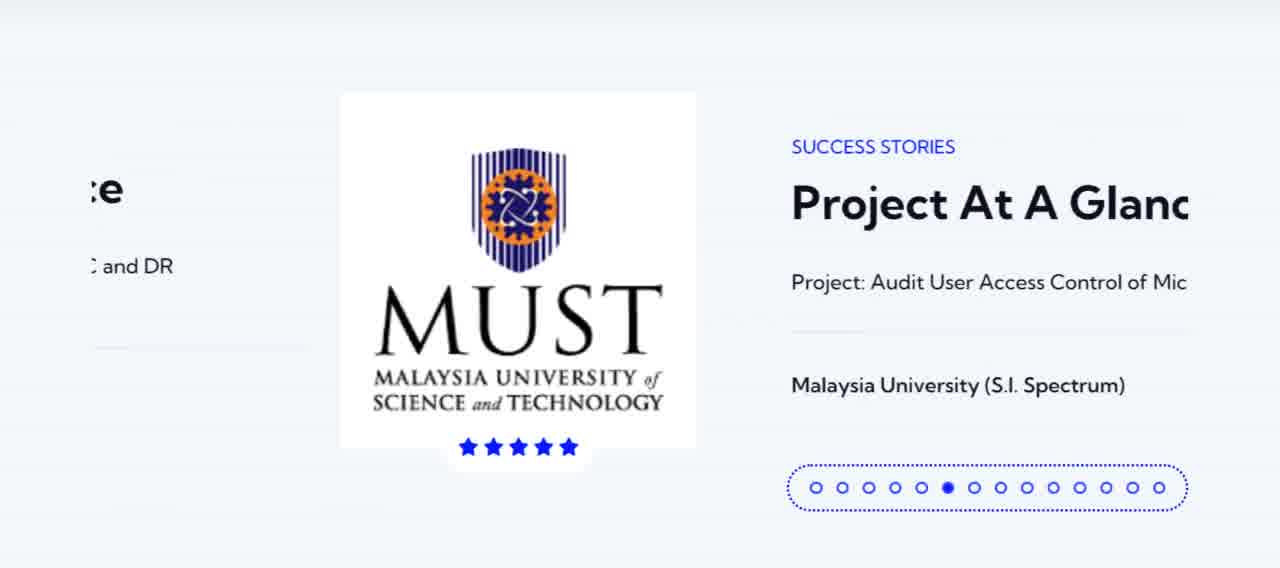 and DR
MUST
MALAYSIA UNIVERSITY of
SCIENCE and TECHNOLOGY
SUCCESS STORIES
Project At A Glanc
Project: Audit User Access Control of Mic
Malaysia University (S.I. Spectrum)